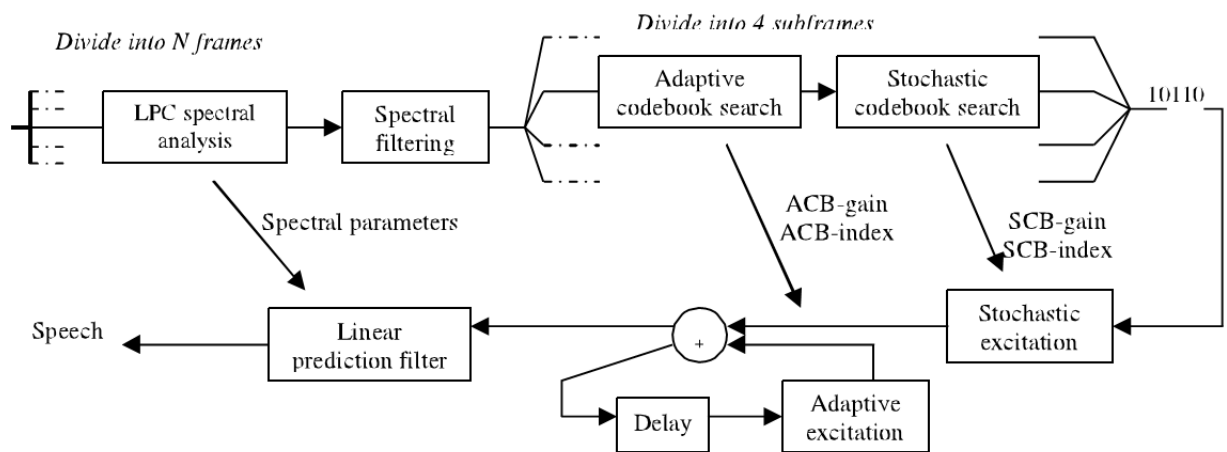 Divide into N frames
Divide into 4 subframes
LPC spectral
analysis
Spectral
filtering
Adaptive
codebook search
Stochastic
codebook search
10110
Spectral parameters
ACB-gain
ACB-index
SCB-gain
SCB-index
Speech
Linear
prediction filter
+
Stochastic
excitation
Delay
Adaptive
excitation